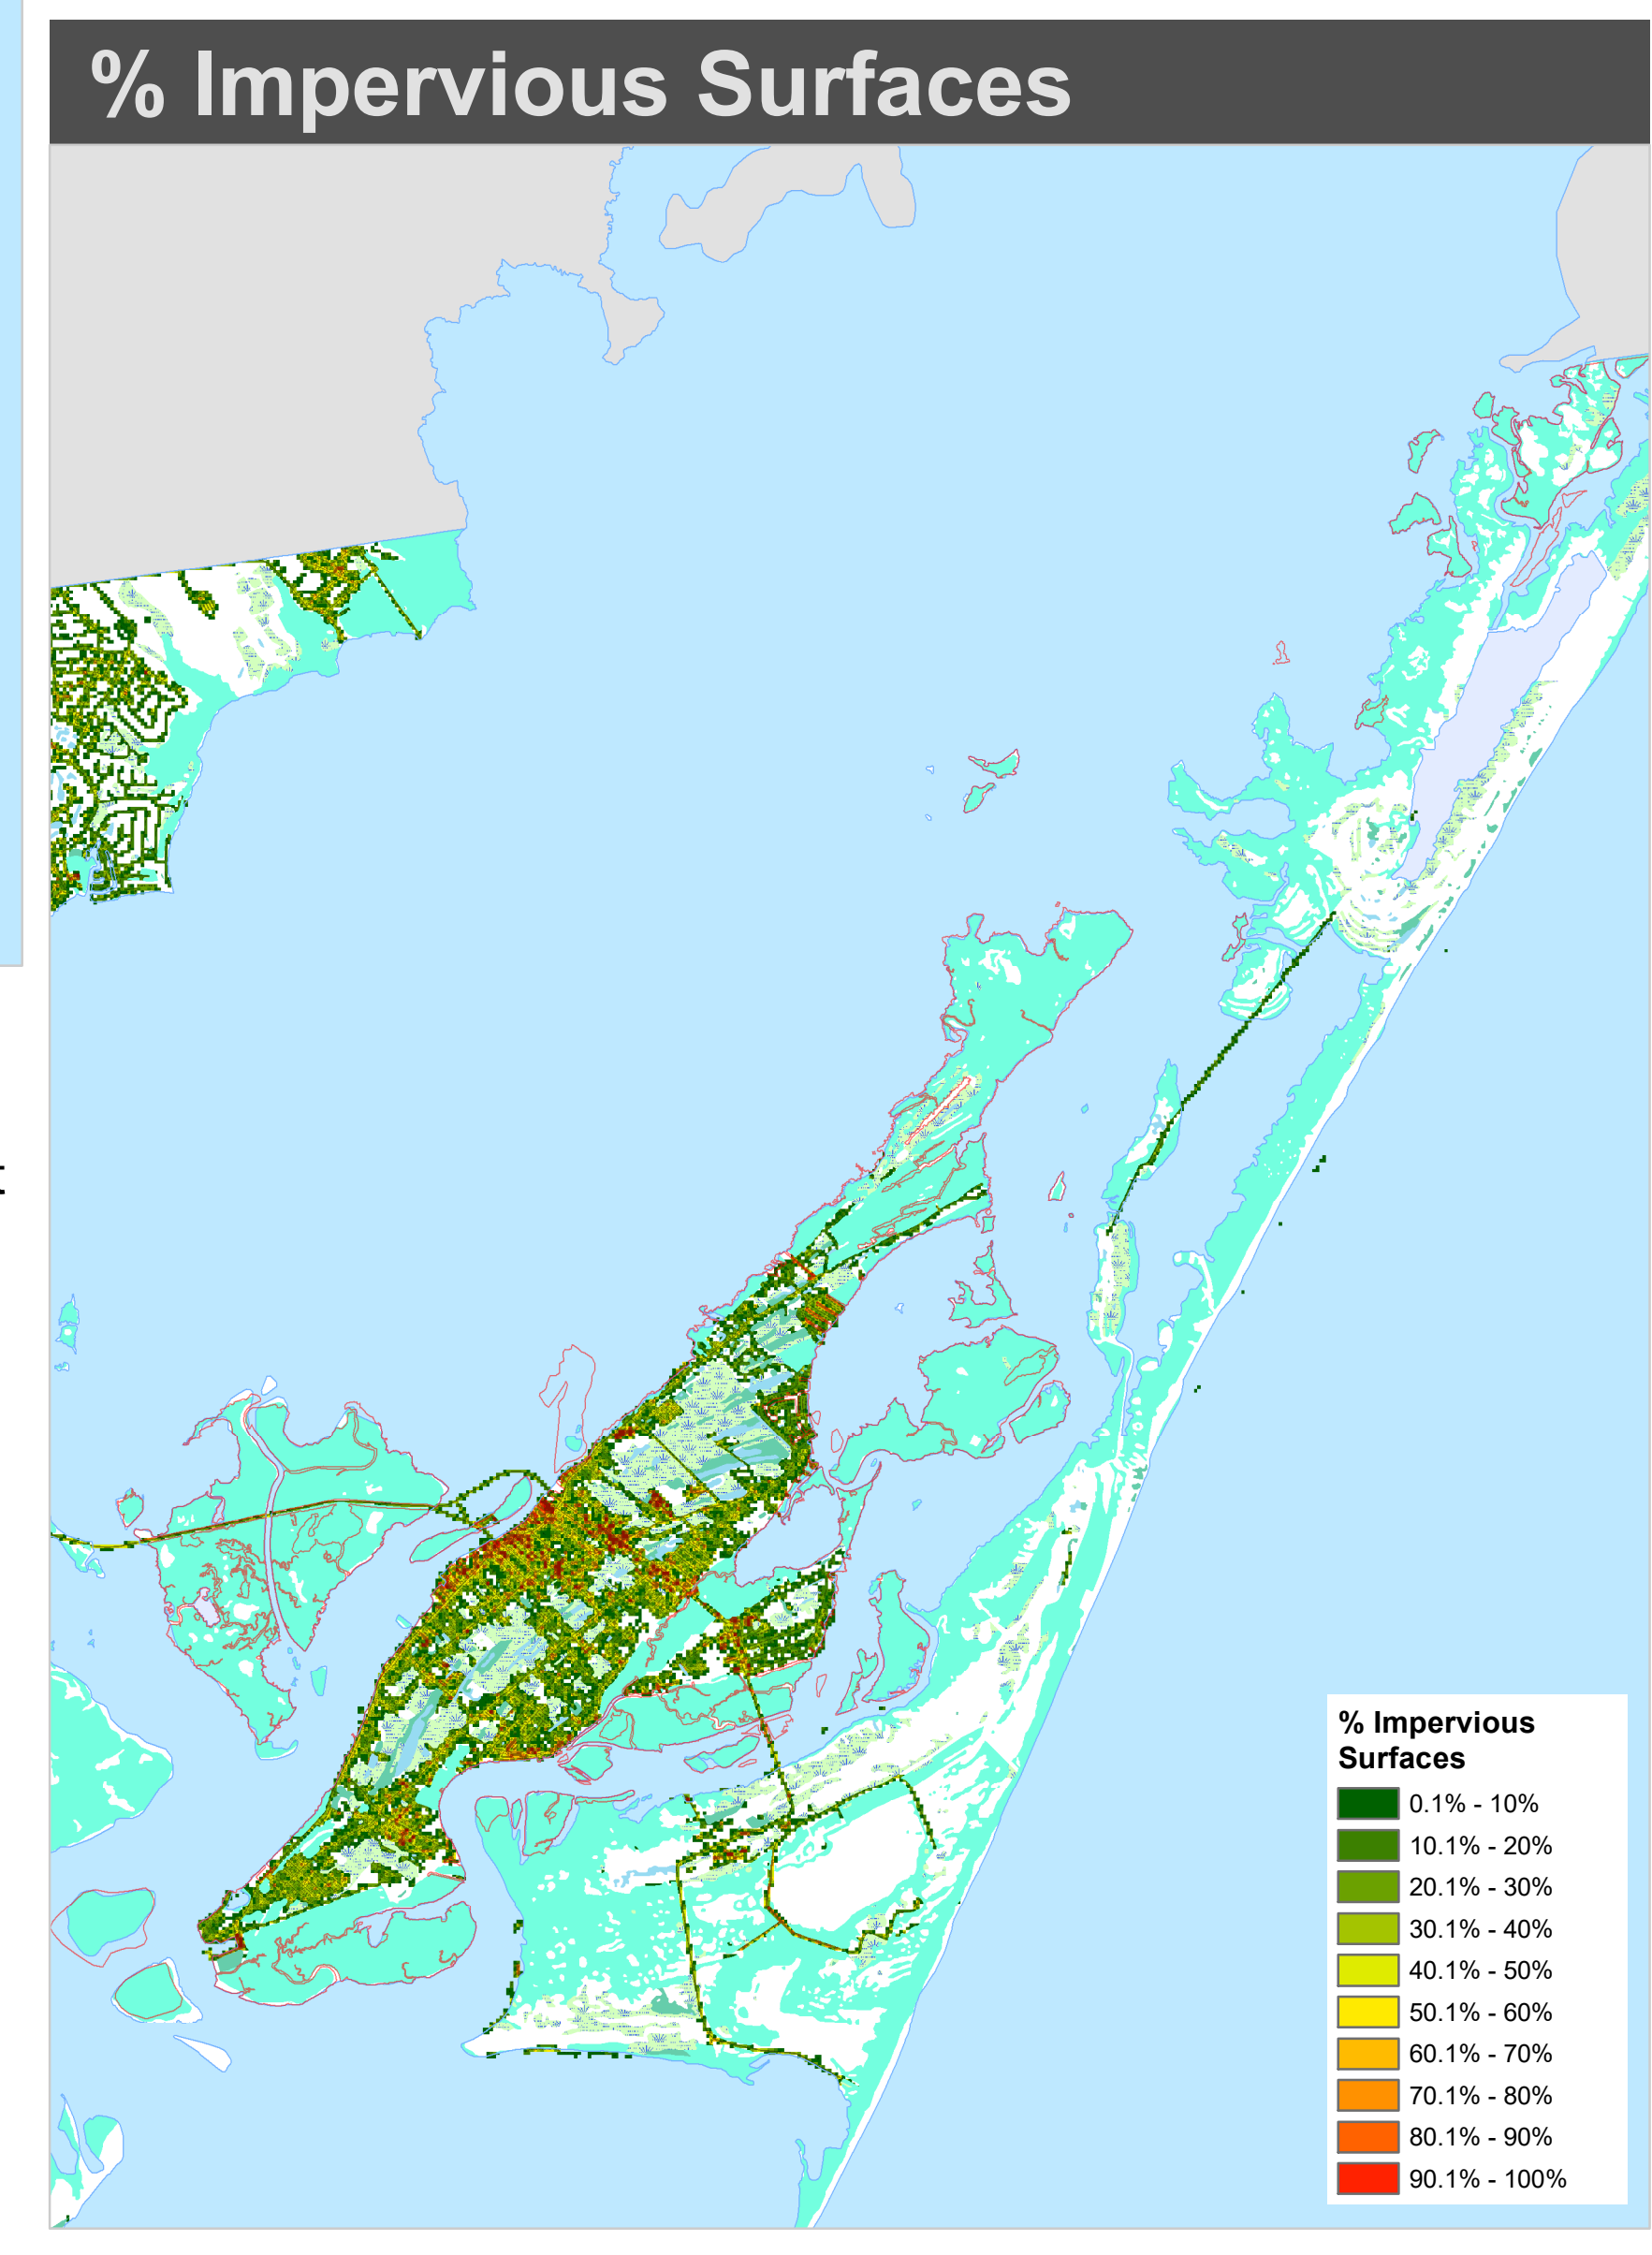 % Impervious Surfaces
t
% Impervious
Surfaces
0.1% - 10%
10.1% - 20%
20.1% - 30%
30.1% - 40%
40.1% - 50%
50.1% - 60%
60.1% - 70%
70.1% - 80%
80.1% - 90%
90.1% - 100%